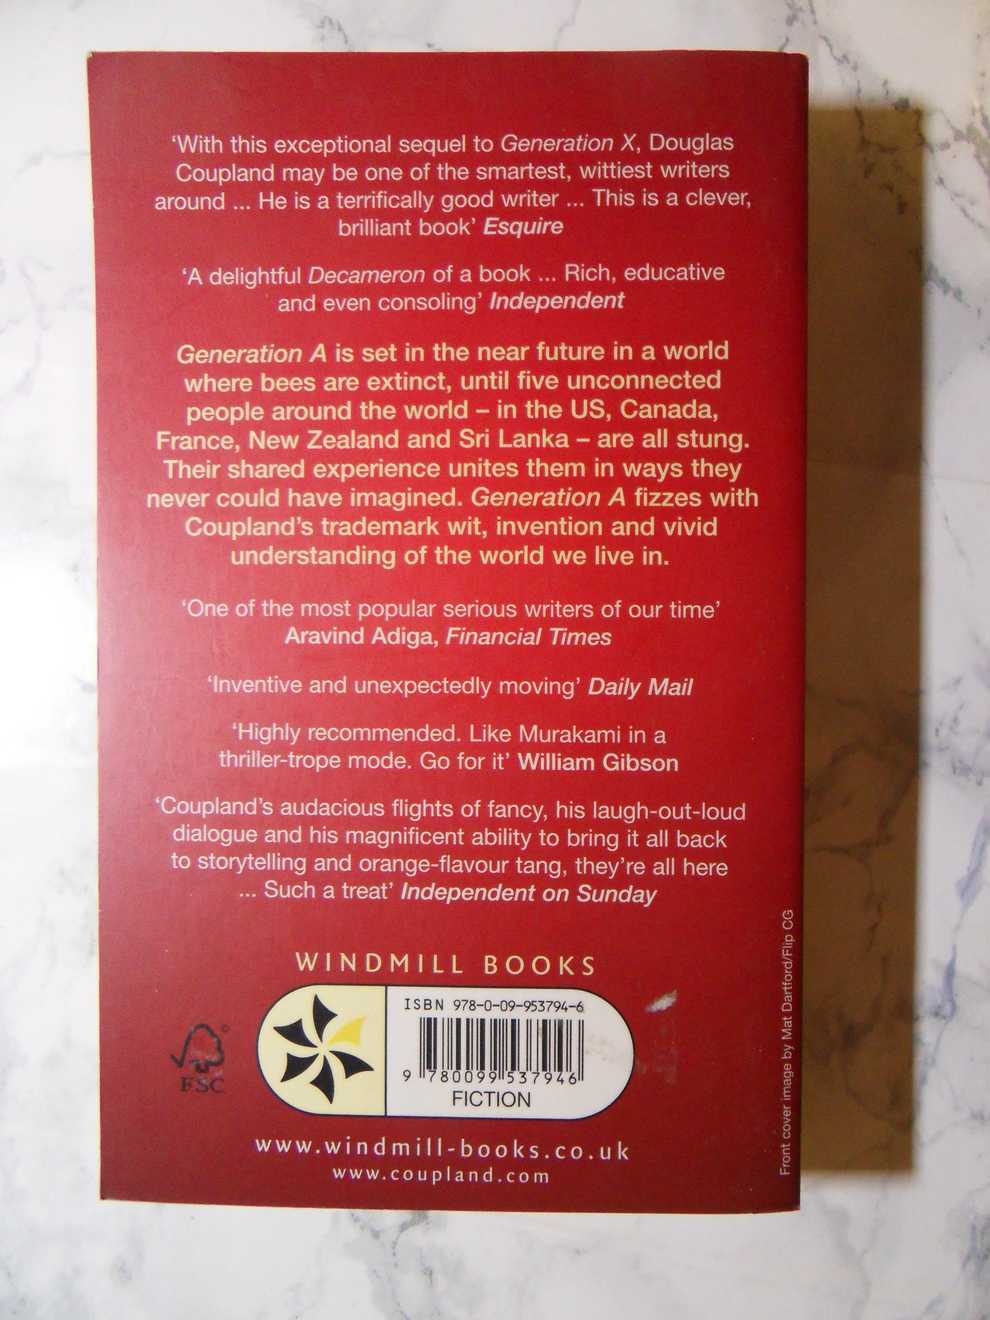 ‘With this exceptional sequel to Generation X, Douglas
Coupland may be one of the smartest, wittiest writers
around ... He is a terrifically good writer ... This is a clever,
brilliant book’ Esquire
‘A delightful Decameron of a book ... Rich, educative
and even consoling’ Independent
Generation A is set in the near future in a world
where bees are extinct, until five unconnected
people around the world – in the US, Canada,
France, New Zealand and Sri Lanka – are all stung.
Their shared experience unites them in ways they
never could have imagined. Generation A fizzes with
Coupland’s trademark wit, invention and vivid
understanding of the world we live in.
‘One of the most popular serious writers of our time’
Aravind Adiga, Financial Times
‘Inventive and unexpectedly moving’ Daily Mail
‘Highly recommended. Like Murakami in a
thriller-trope mode. Go for it’ William Gibson
‘Coupland’s audacious flights of fancy, his laugh-out-loud
dialogue and his magnificent ability to bring it all back
to storytelling and orange-flavour tang, they’re all here
... Such a treat’ Independent on Sunday
WINDMILL BOOKS
ISBN 978-0-09-953794-6
9 780099 537946
FICTION
FSC
®
www.windmill-books.co.uk
www.coupland.com
Front cover image by Mat Dartford/Flip CG